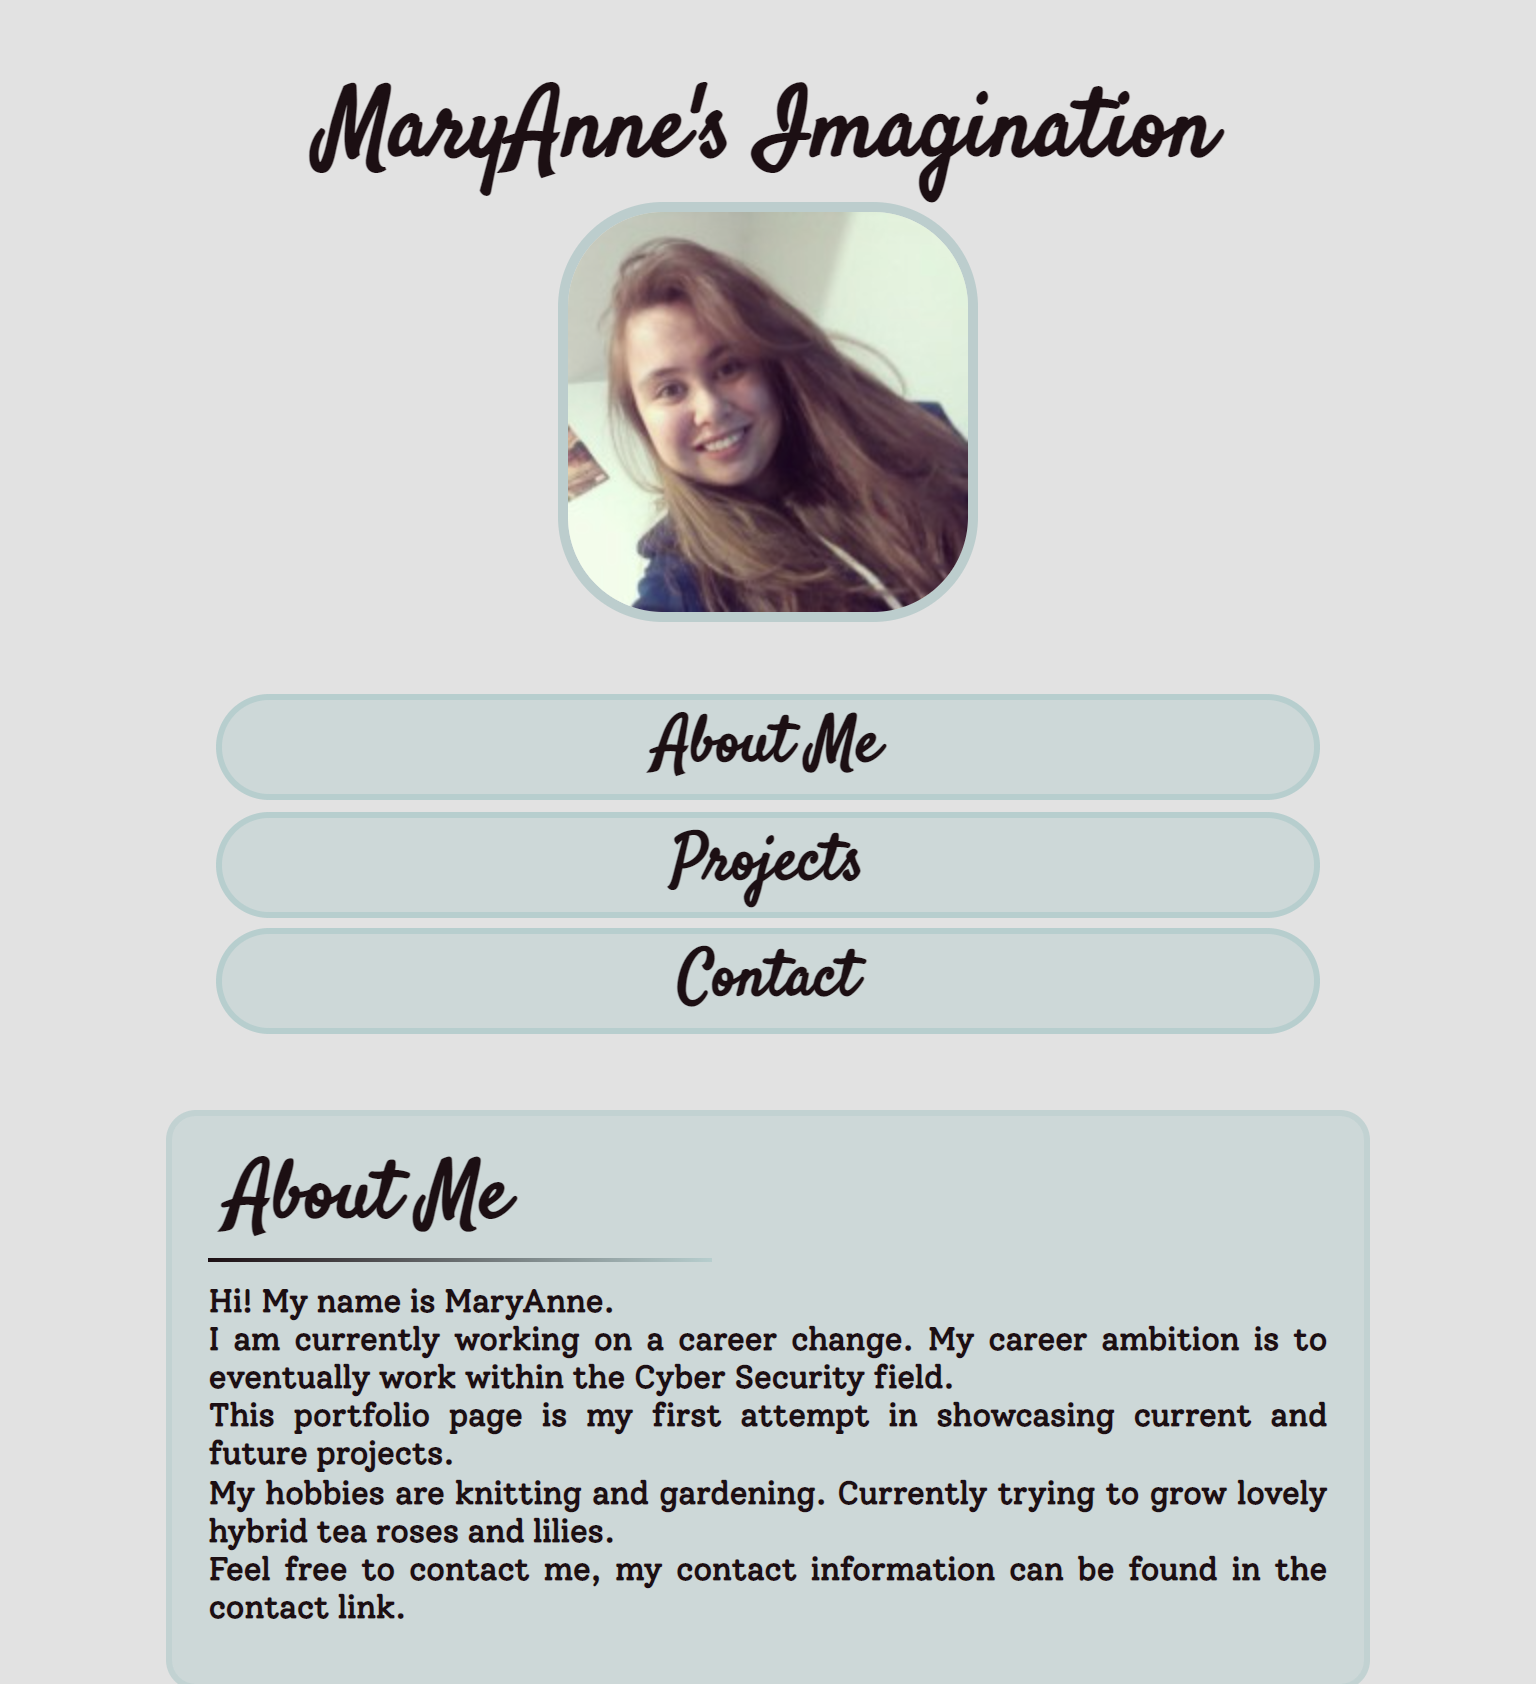 MaryAnne's Imagination
About Me
Projects
Contact
About Me
Hi! My name is MaryAnne.
I am currently working on a career change. My career ambition is to
eventually work within the Cyber Security field.
This portfolio page is my first attempt in showcasing current and
future projects.
My hobbies are knitting and gardening. Currently trying to grow lovely
hybrid tea roses and lilies.
Feel free to contact me, my contact information can be found in the
contact link.